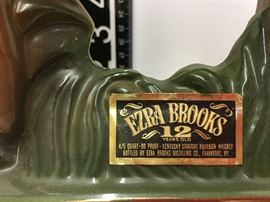 EZRA BROOKS
12
YEARS OLD
4/5 QUART-90 PROOF - KENTUCKY STRAIGHT BOURBON WHISKEY
BOTTLED BY EZRA BROOKS DISTILLING CO., FRANKFORT, KY.